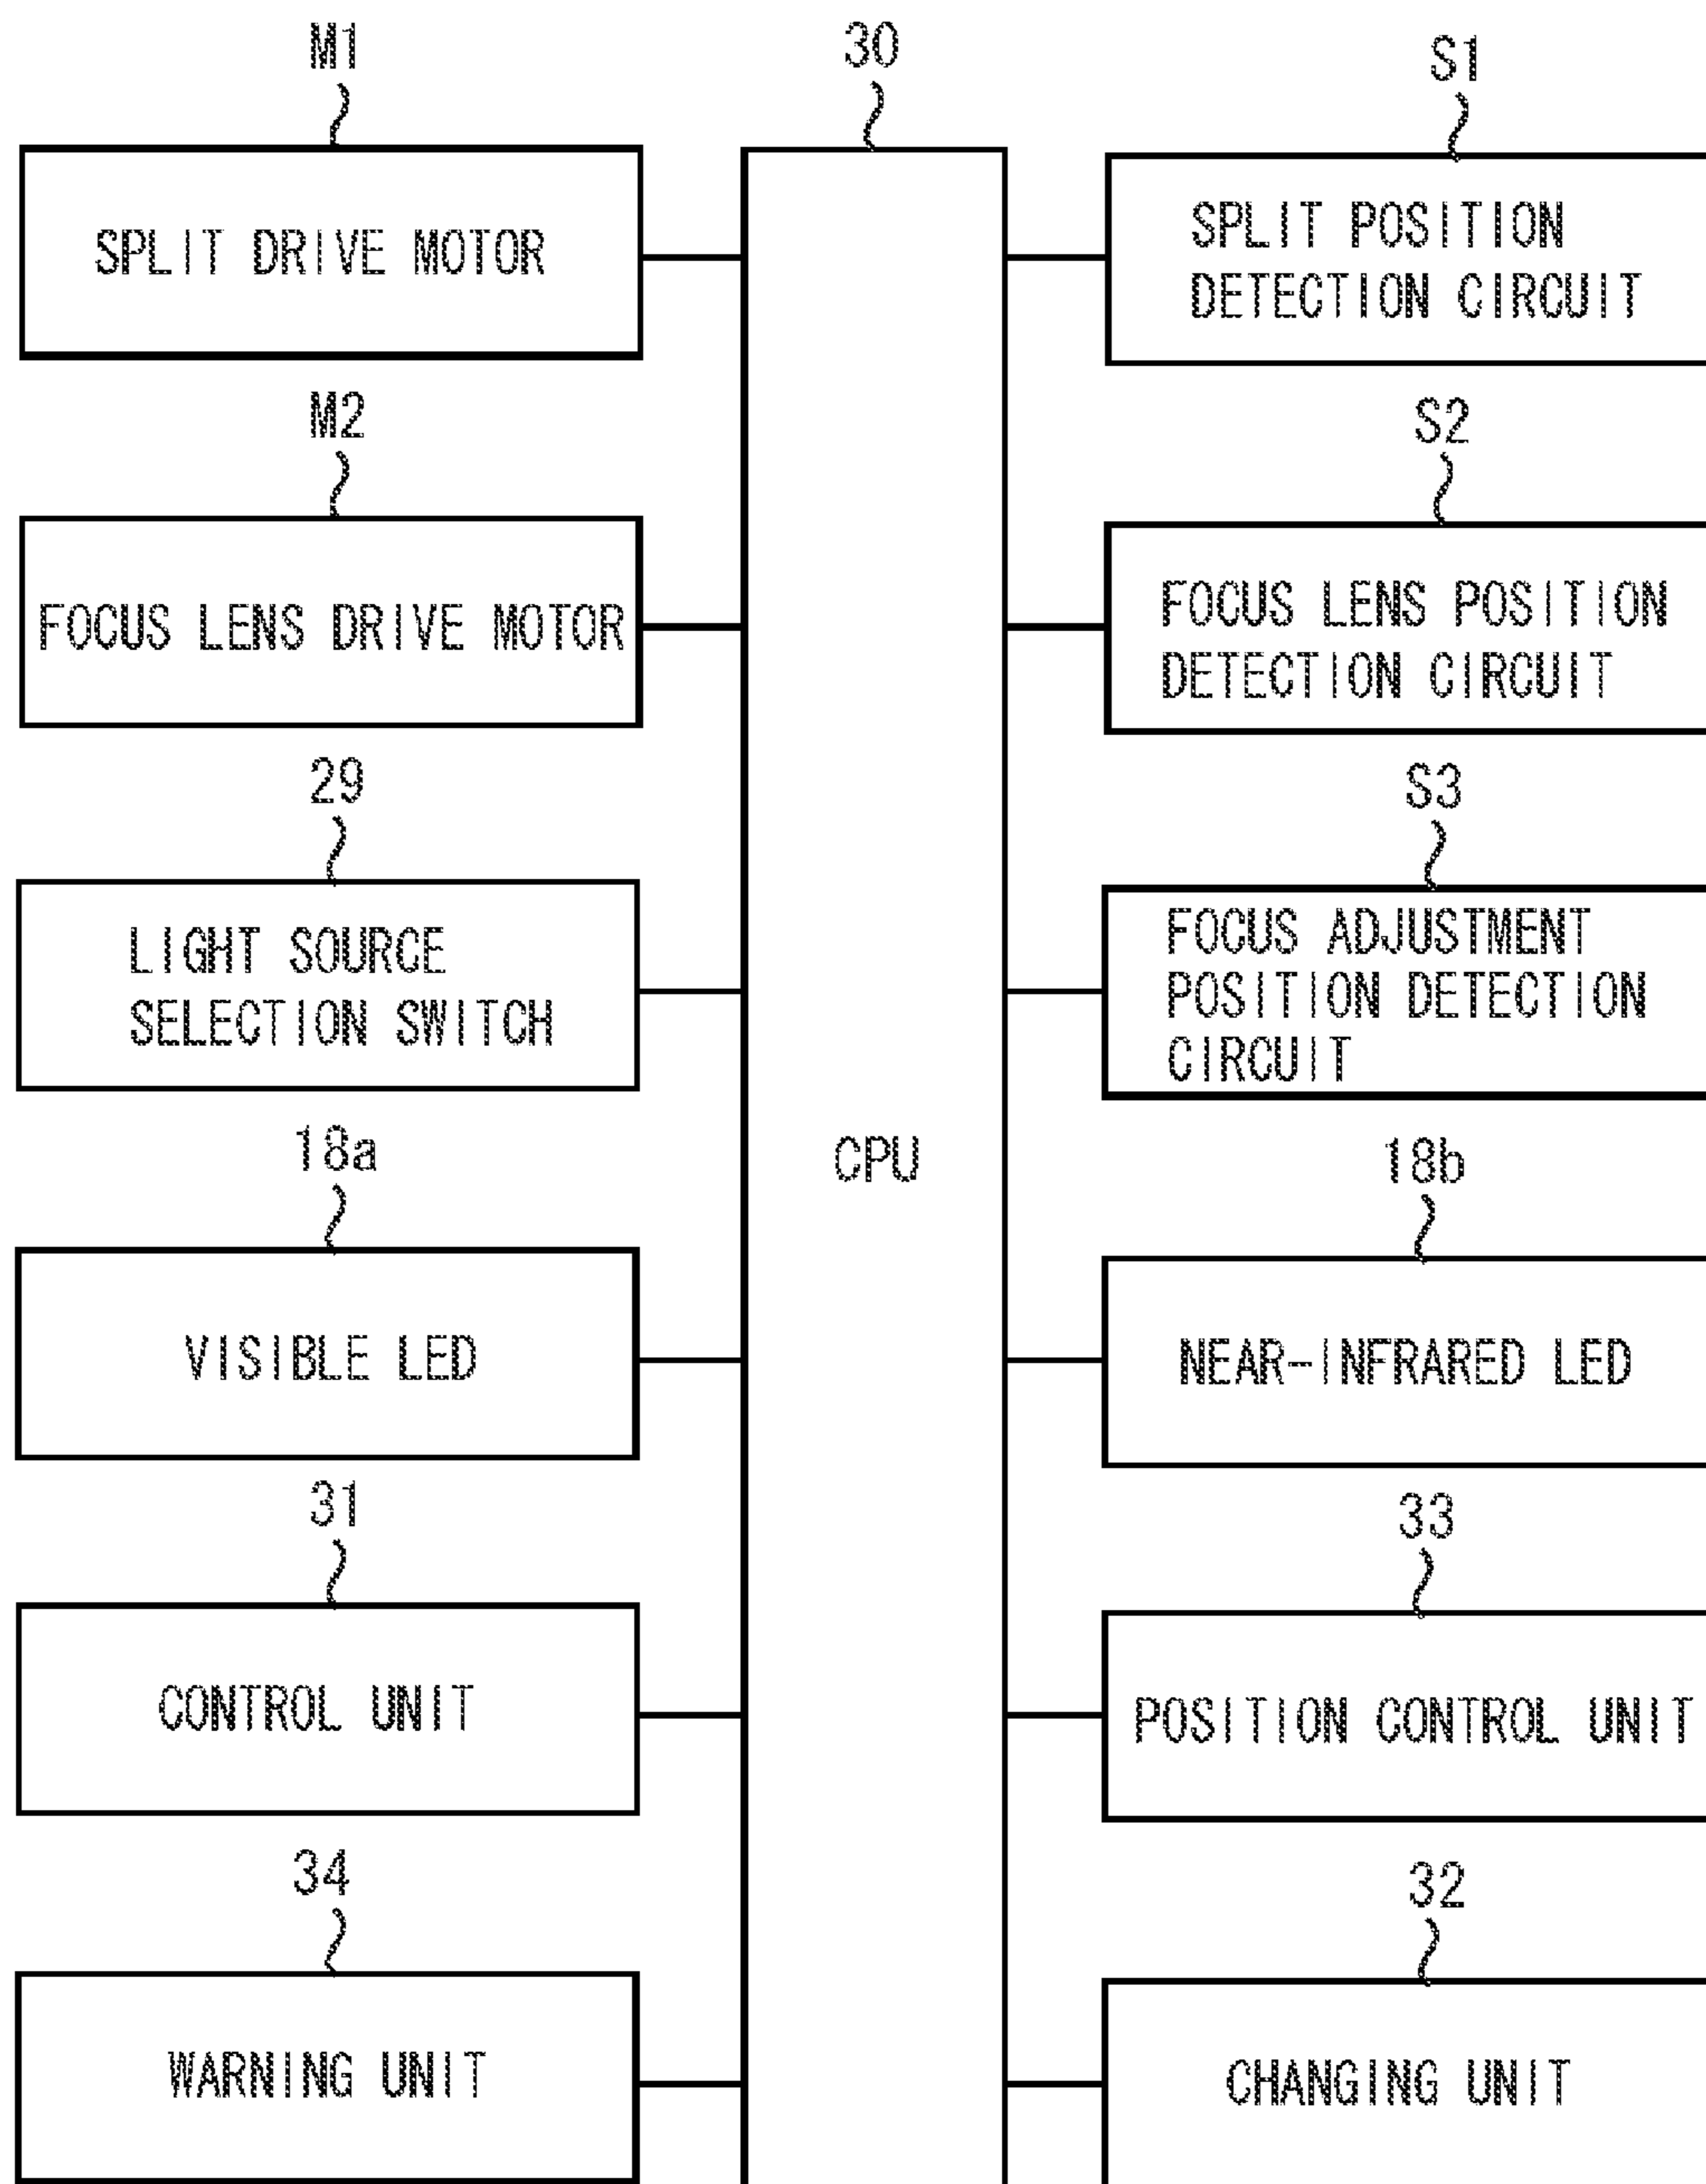 M1
30
S1
SPLIT DRIVE MOTOR
SPLIT POSITION
DETECTION CIRCUIT
M2
S2
FOCUS LENS DRIVE MOTOR
FOCUS LENS POSITION
DETECTION CIRCUIT
29
S3
LIGHT SOURCE
SELECTION SWITCH
FOCUS ADJUSTMENT
POSITION DETECTION
CIRCUIT
18a
CPU
18b
VISIBLE LED
NEAR-INFRARED LED
31
33
CONTROL UNIT
POSITION CONTROL UNIT
34
32
WARNING UNIT
CHANGING UNIT